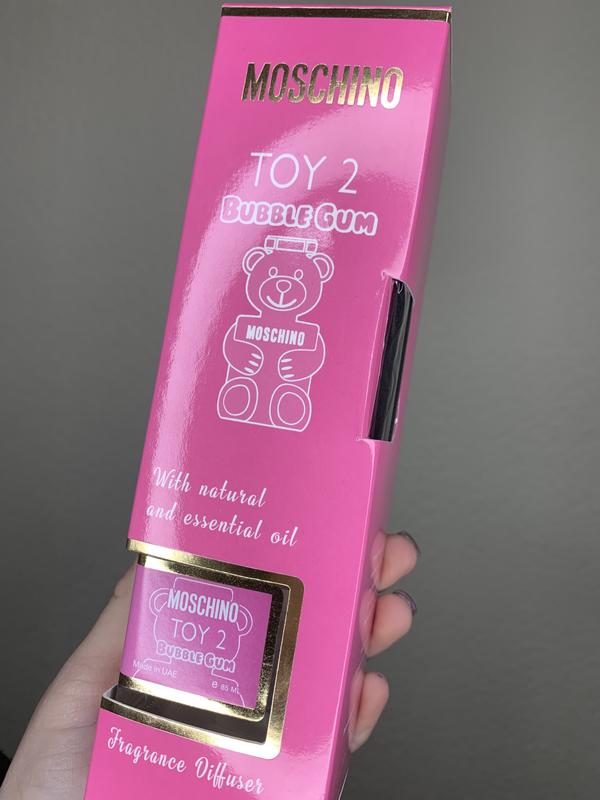 MOSCHINO
TOY 2
BUBBLE GUM
MOSCHINO
With natural
and essential oil
MOSCHINO
TOY 2
BUBBLE GUM
Made in UAE
e 85 ML
Fragrance Diffuser